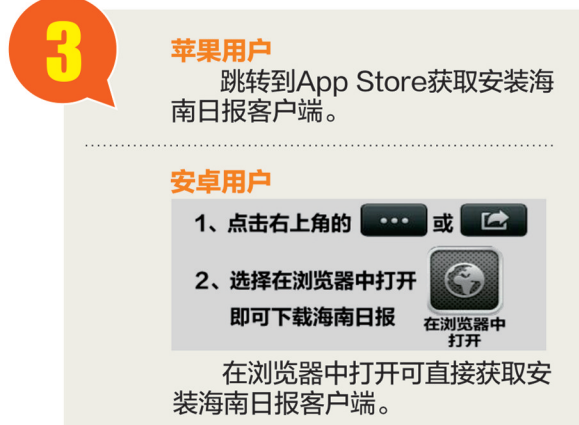 3
苹果用户
跳转到App Store获取安装海
南日报客户端。
安卓用户
1、点击右上角的 ••• 或
2、选择在浏览器中打开
即可下载海南日报
在浏览器中
打开
在浏览器中打开可直接获取安
装海南日报客户端。